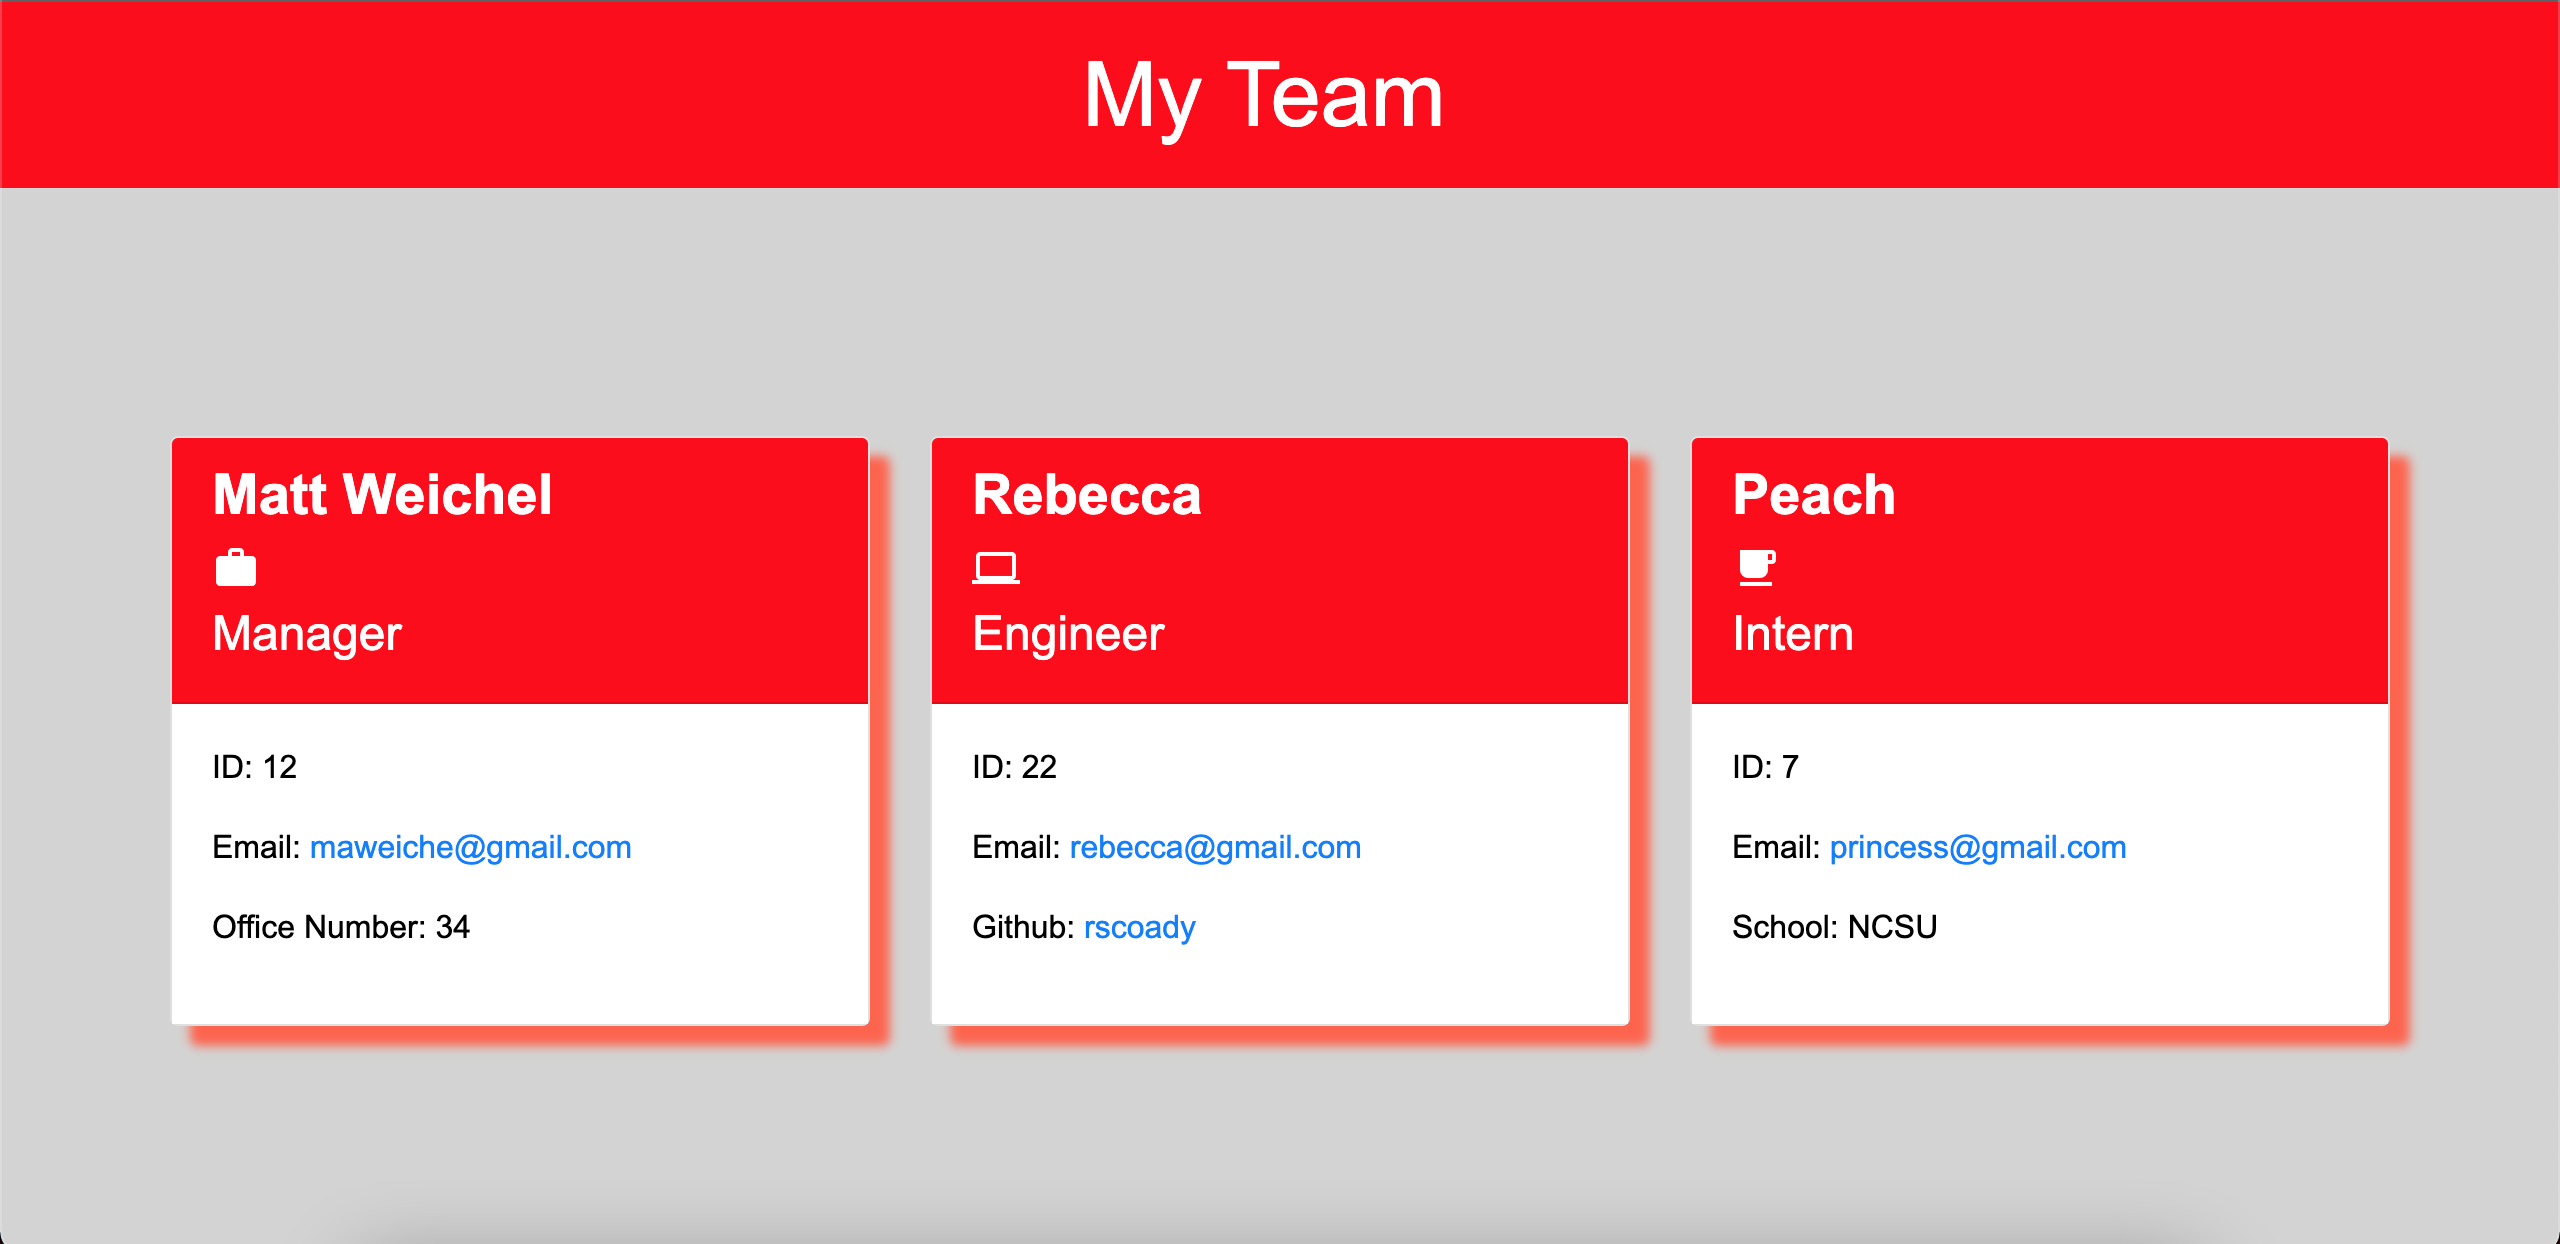 My Team
Matt Weichel
Manager
ID: 12
Email: maweiche@gmail.com
Office Number: 34
Rebecca
Engineer
ID: 22
Email: rebecca@gmail.com
Github: rscoady
Peach
Intern
ID: 7
Email: princess@gmail.com
School: NCSU